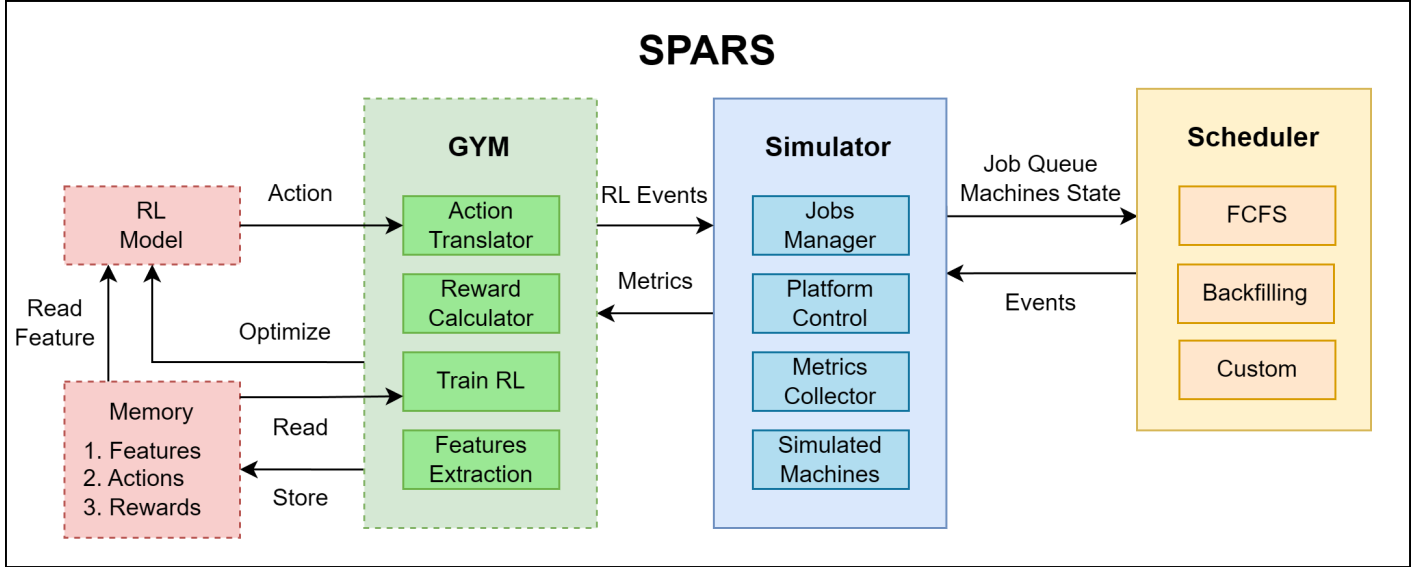 SPARS
RL
Model
Action
Read
Feature
Optimize
Memory
1. Features
2. Actions
3. Rewards
Read
Store
GYM
Action
Translator
Reward
Calculator
Train RL
Features
Extraction
RL Events
Metrics
Simulator
Jobs
Manager
Platform
Control
Metrics
Collector
Simulated
Machines
Job Queue
Machines State
Events
Scheduler
FCFS
Backfilling
Custom